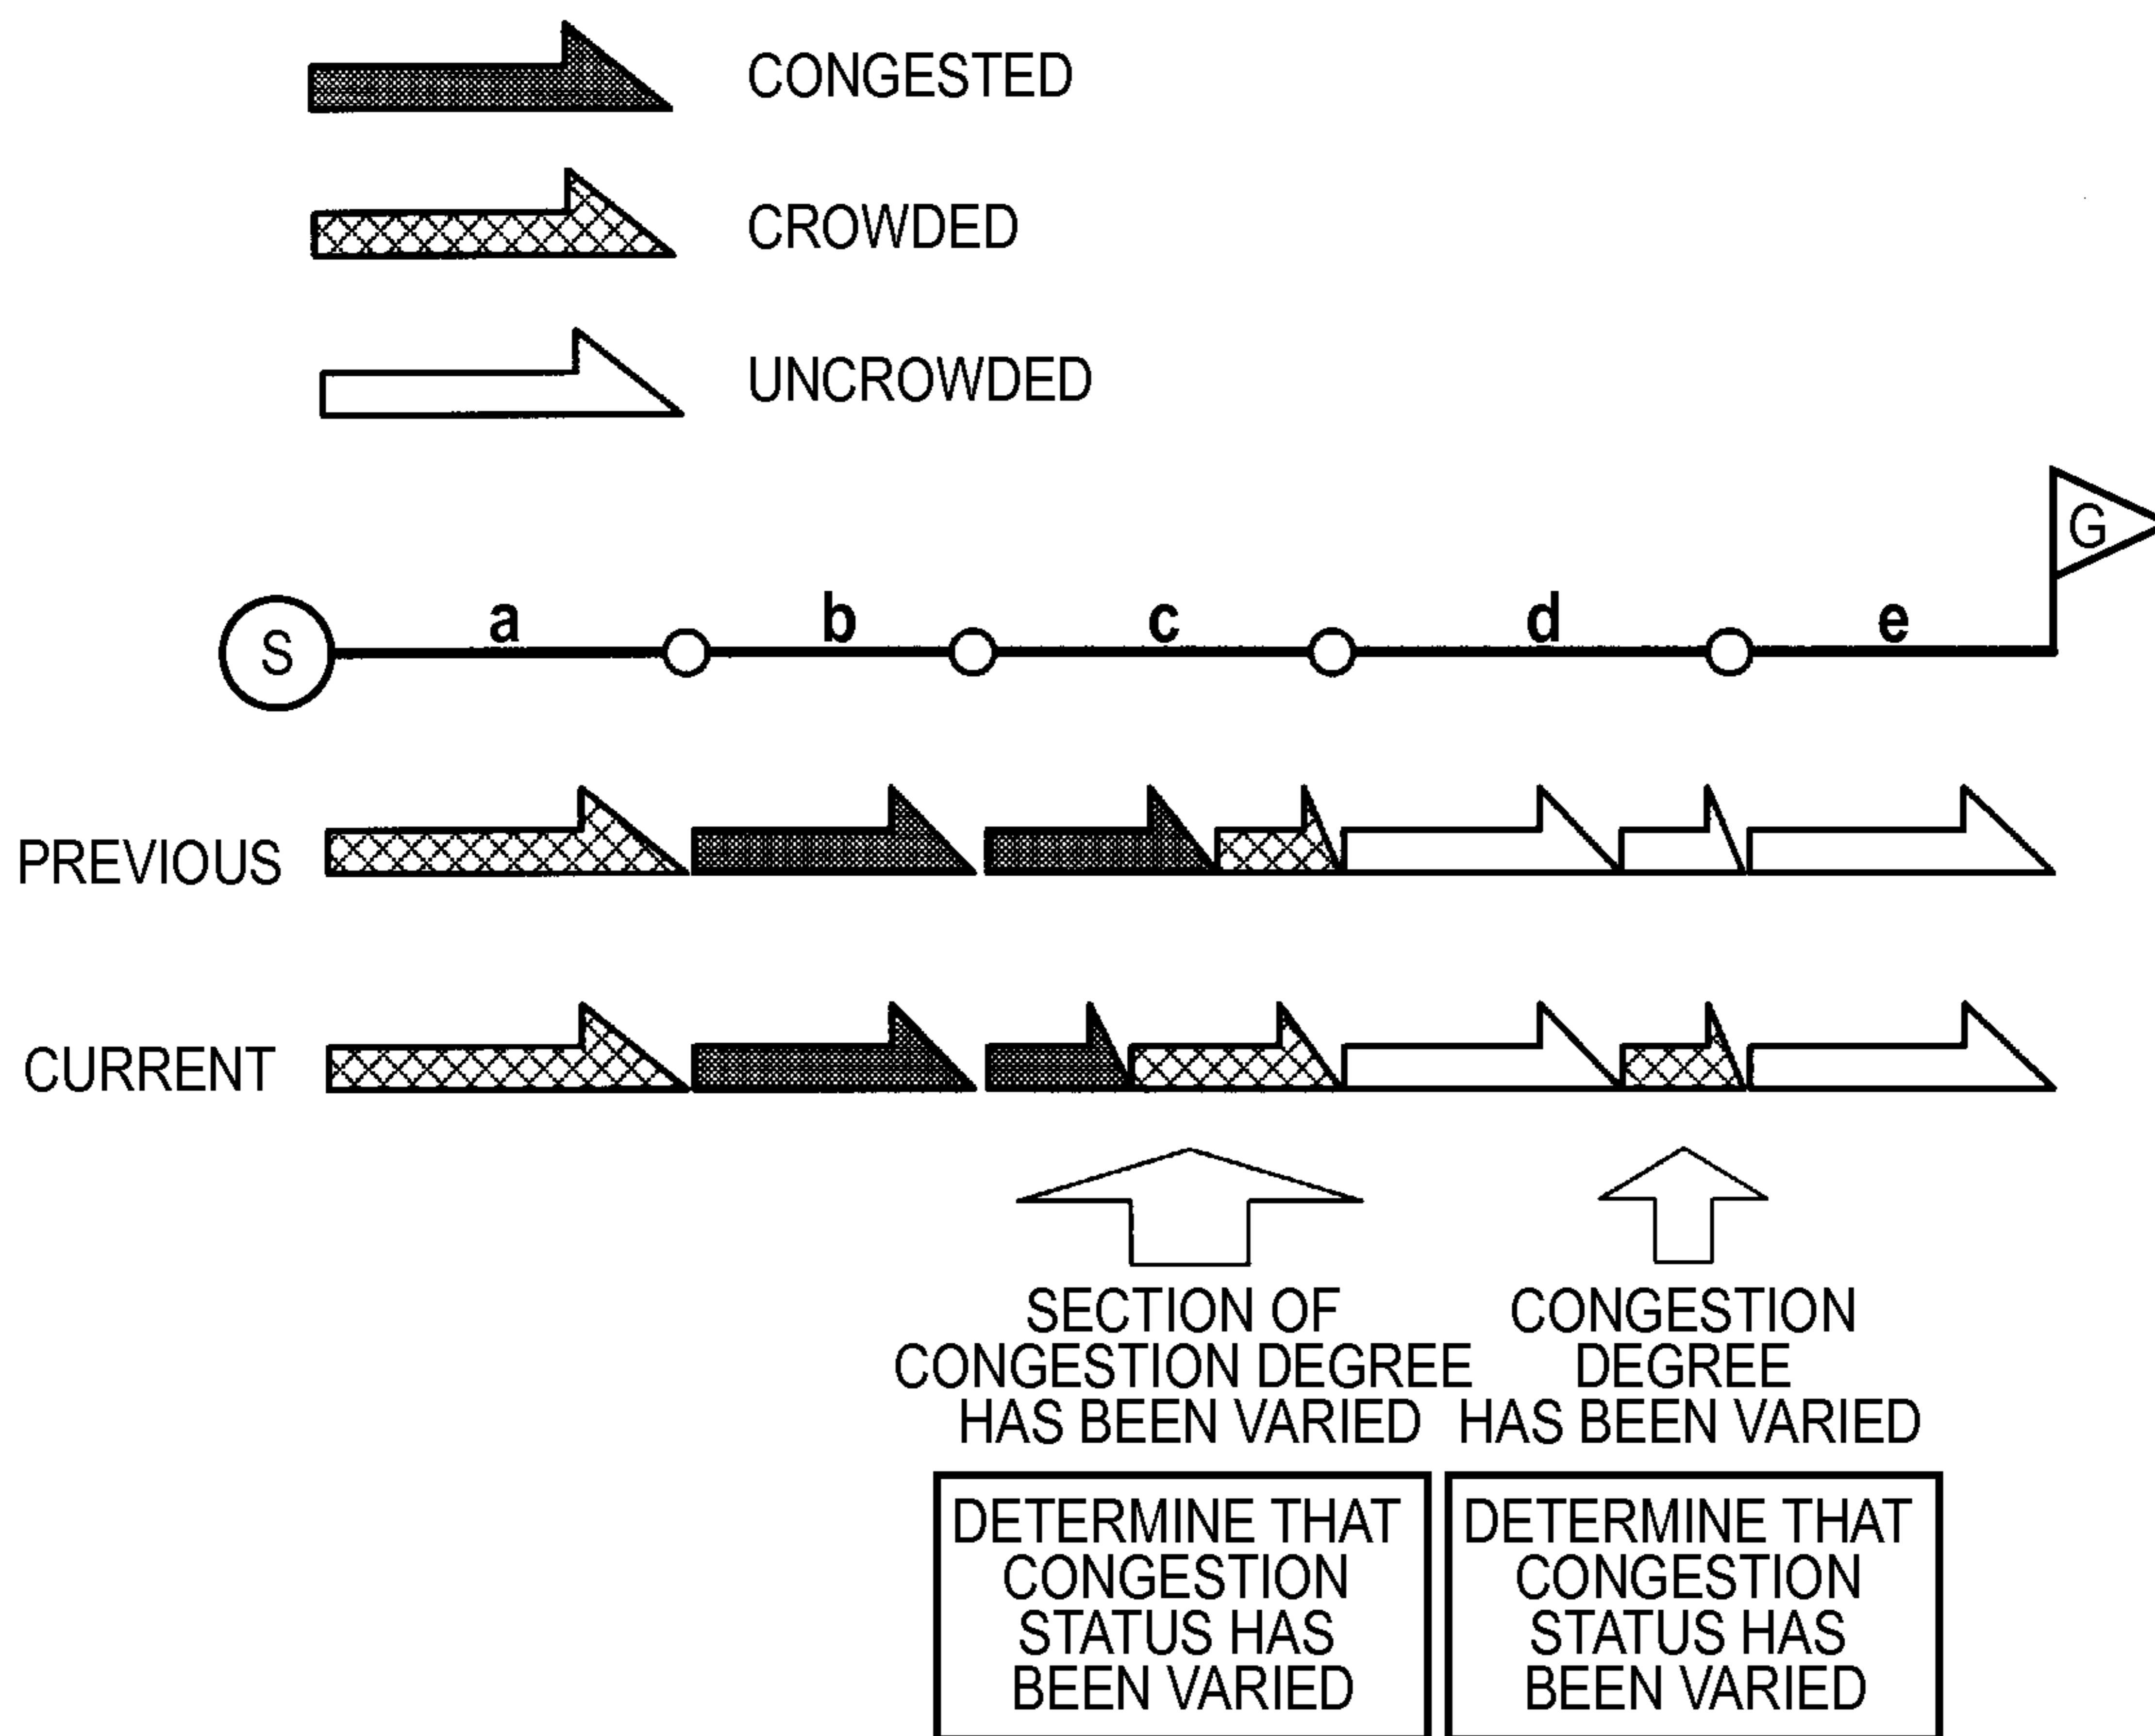 CONGESTED
CROWDED
UNCROWDED
G
S
a
b
c
d
e
PREVIOUS
CURRENT
SECTION OF
CONGESTION DEGREE
HAS BEEN VARIED
CONGESTION
DEGREE
HAS BEEN VARIED
DETERMINE THAT
CONGESTION
STATUS HAS
BEEN VARIED
DETERMINE THAT
CONGESTION
STATUS HAS
BEEN VARIED